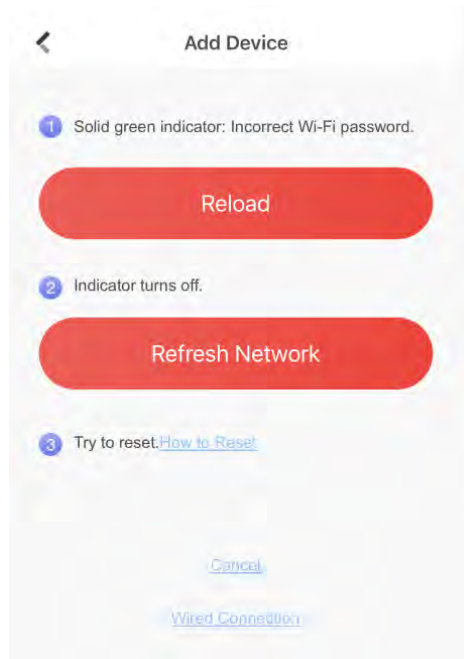 Add Device
1 Solid green indicator: Incorrect Wi-Fi password.
Reload
2 Indicator turns off.
Refresh Network
3 Try to reset.How to Reset
Cancel
Wired Connection